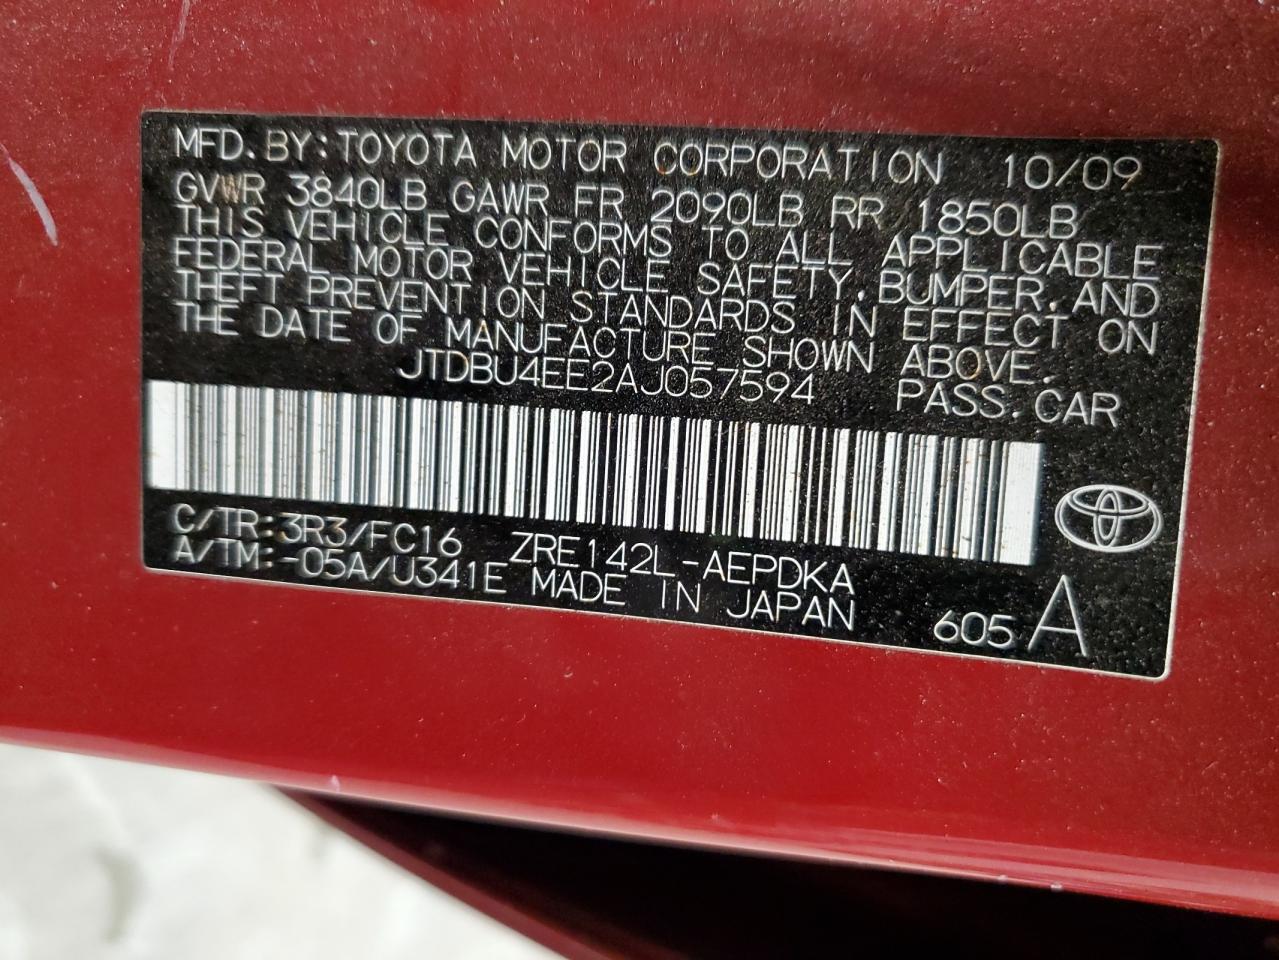 MFD. BY: TOYOTA MOTOR CORPORATION 10/09
GVWR 3840LB GAWR FR 2090LB RR 1850LB
THIS VEHICLE CONFORMS TO ALL APPLICABLE
FEDERAL MOTOR VEHICLE SAFETY, BUMPER, AND
THEFT PREVENTION STANDARDS IN EFFECT ON
THE DATE OF MANUFACTURE SHOWN ABOVE.
JTDBU4EE2AJ057594 PASS. CAR
C/TR: 3R3/FC16 ZRE142L-AEPDKA
A/TM: -05A/U341E MADE IN JAPAN
605 A